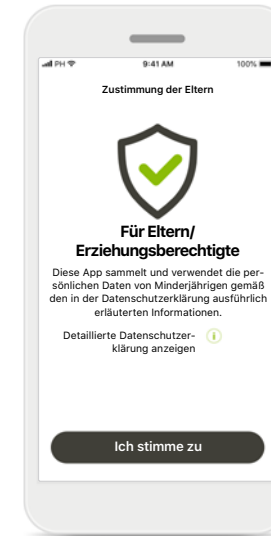 PH 9:41 AM 100%
Zustimmung der Eltern
Für Eltern/
Erziehungsberechtigte
Diese App sammelt und verwendet die per-
sönlichen Daten von Minderjährigen gemäß
den in der Datenschutzerklärung ausführlich
erläuterten Informationen.
Detaillierte Datenschutzer-
klärung anzeigen
Ich stimme zu